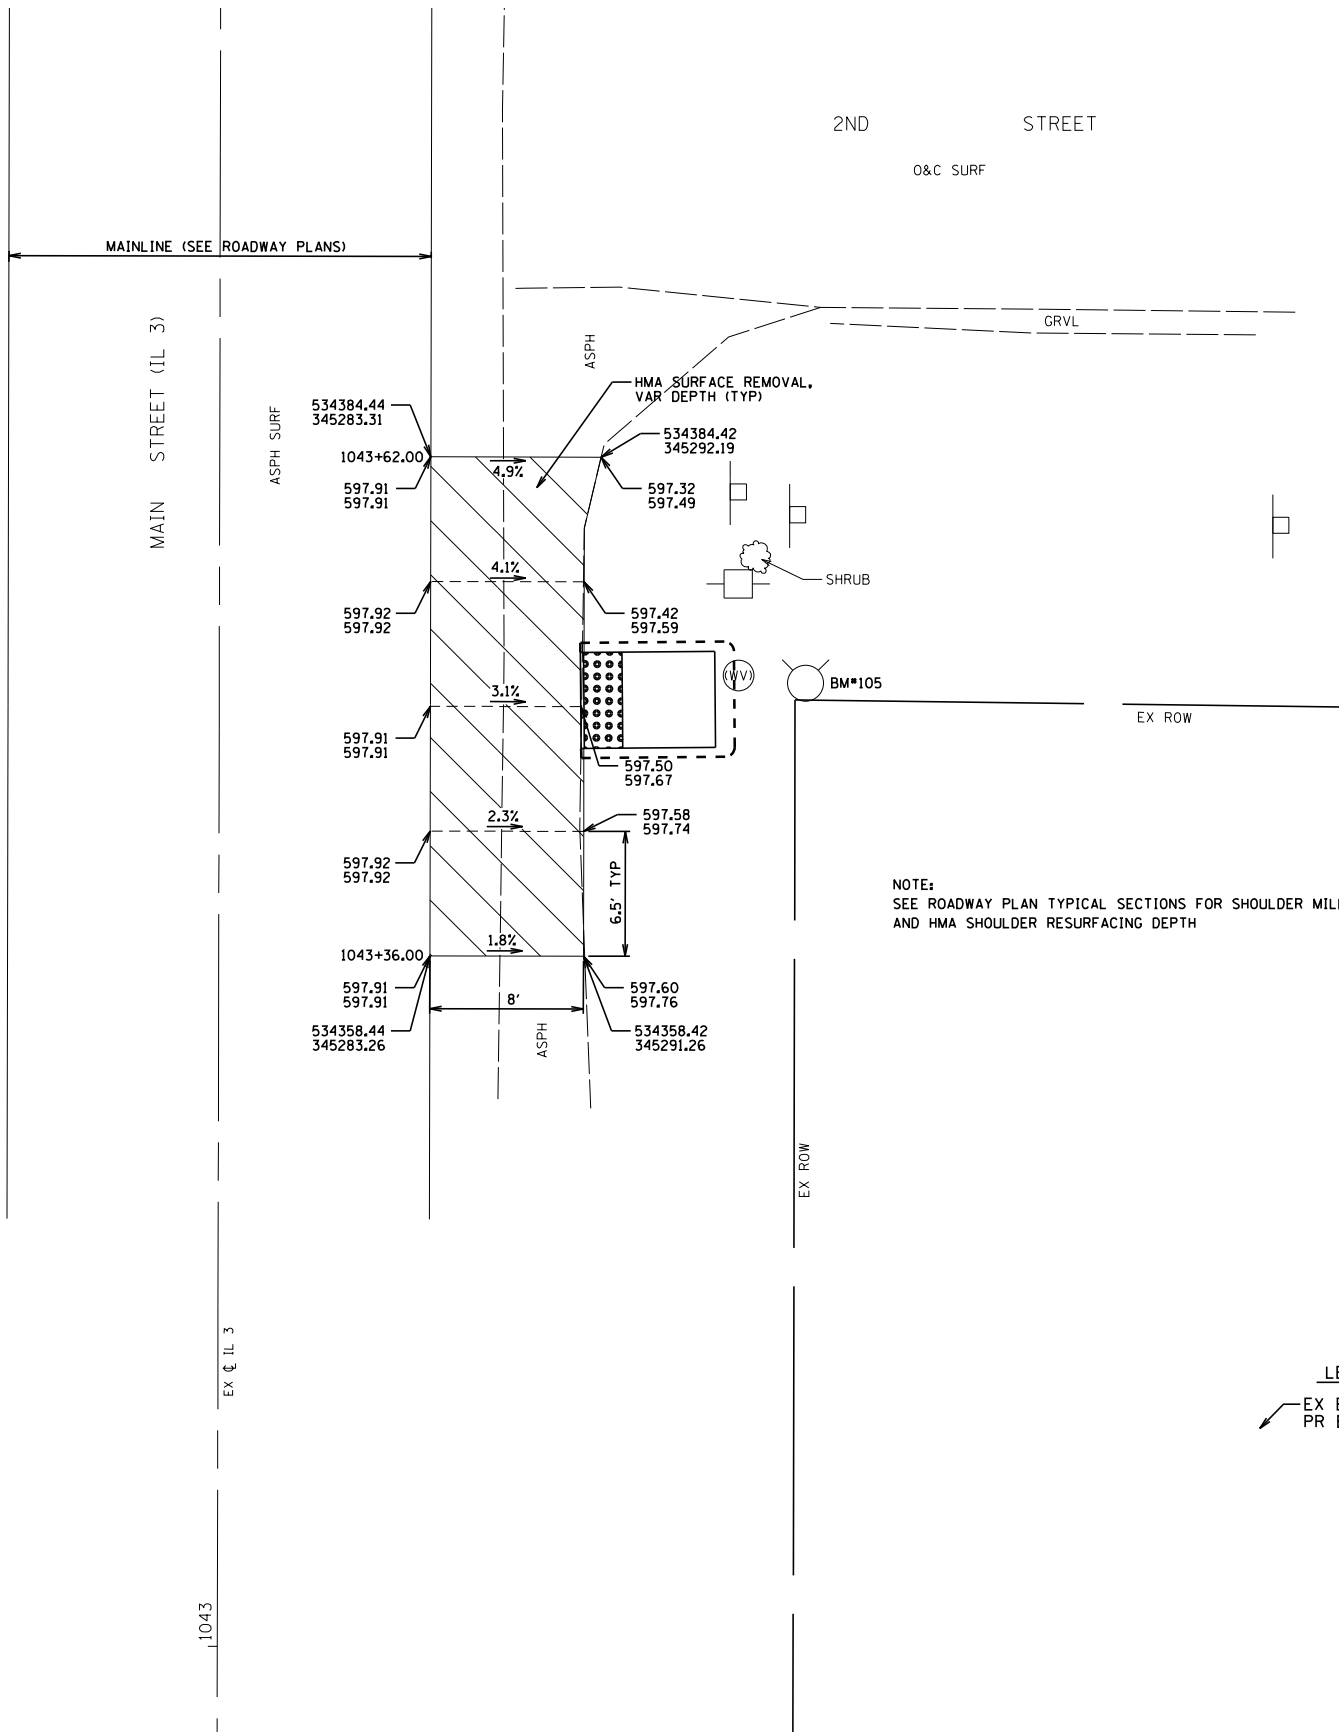 2ND STREET
O&C SURF
MAINLINE (SEE ROADWAY PLANS)
MAIN STREET (IL 3)
GRVL
ASPH
HMA SURFACE REMOVAL,
VAR DEPTH (TYP)
ASPH SURF
534384.44
345283.31
534384.42
345292.19
1043+62.00
4.9%
597.91
597.91
597.32
597.49
4.1%
SHRUB
597.92
597.92
597.42
597.59
(WV)
BM#105
3.1%
EX ROW
597.91
597.91
597.50
597.67
2.3%
597.58
597.74
597.92
597.92
6.5' TYP
NOTE:
SEE ROADWAY PLAN TYPICAL SECTIONS FOR SHOULDER MILL
AND HMA SHOULDER RESURFACING DEPTH
1.8%
1043+36.00
597.91
597.91
8'
597.60
597.76
534358.44
345283.26
534358.42
345291.26
ASPH
EX ROW
EX ℄ IL 3
LE
EX E
PR E
1043